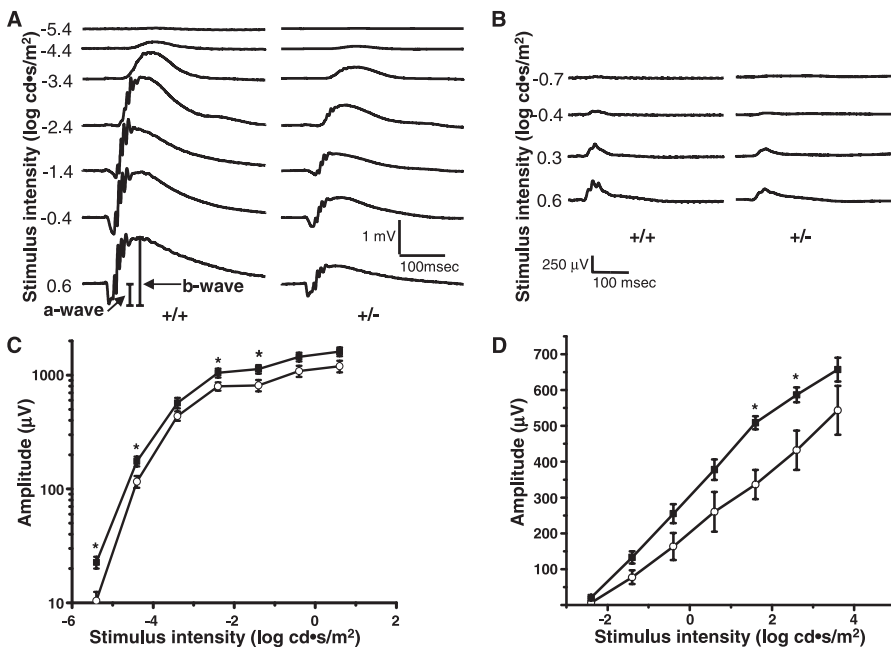 A
Stimulus intensity (log cd•s/m²)
-5.4
-4.4
-3.4
-2.4
-1.4
-0.4
0.6
a-wave
b-wave
+/+
+/-
1 mV
100msec
B
Stimulus intensity (log cd•s/m²)
-0.7
-0.4
0.3
0.6
+/+
+/-
250 µV
100 msec
C
Amplitude (µV)
1000
100
10
* * * *
-6 -4 -2 0 2
Stimulus intensity (log cd•s/m²)
D
Amplitude (µV)
700
600
500
400
300
200
100
* *
-2 0 2 4
Stimulus intensity (log cd•s/m²)